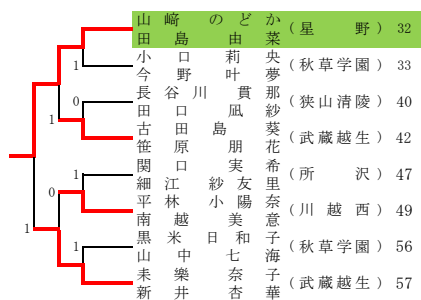 山﨑 のどか
田島 由菜
(星野) 32
小口 莉央
今野 叶夢
(秋草学園) 33
長谷川 貫那
田口 凪紗
(狭山清陵) 40
古田島 葵
笹原 朋花
(武蔵越生) 42
関口 実希
細江 紗友里
(所沢) 47
平林 小陽奈
南越 美意
(川越西) 49
黒米 日和子
山中 七海
(秋草学園) 56
未樂 奈子
新井 杏華
(武蔵越生) 57
1
0
1
1
0
1
1